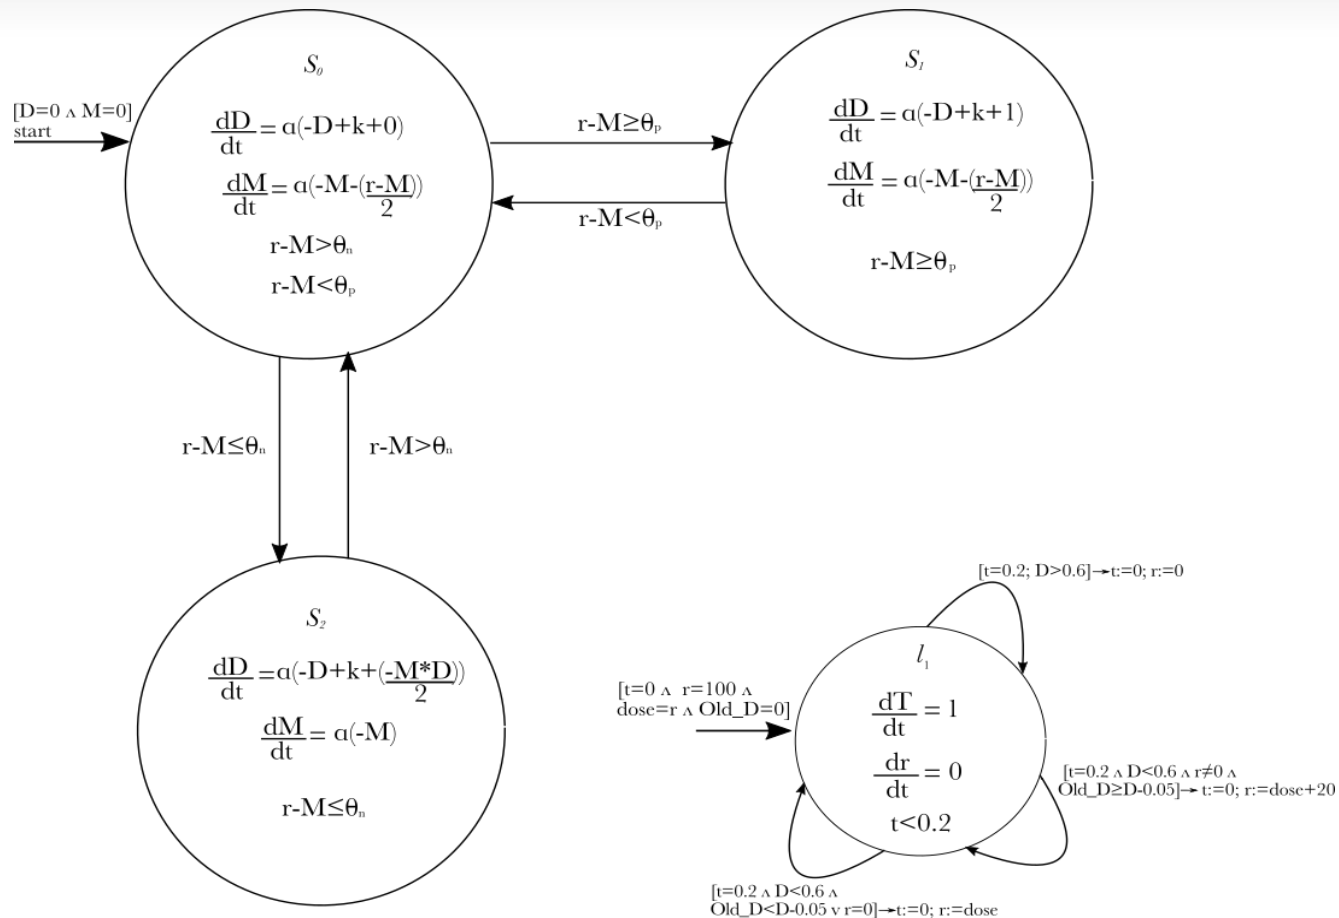 S₀
[D=0 ∧ M=0]
start
dD/dt = α(-D+k+0)
dM/dt = α(-M-(r-M)/2))
r-M>θₙ
r-M<θₚ
r-M≥θₚ
r-M<θₚ
S₁
dD/dt = α(-D+k+1)
dM/dt = α(-M-(r-M)/2))
r-M≥θₚ
r-M≤θₙ
r-M>θₙ
S₂
dD/dt =α(-D+k+(-M*D)/2))
dM/dt = α(-M)
r-M≤θₙ
[t=0.2; D>0.6]→t:=0; r:=0
[t=0 ∧ r=100 ∧
dose=r ∧ Old_D=0]
l₁
dT/dt = 1
dr/dt = 0
t<0.2
[t=0.2 ∧ D<0.6 ∧ r≠0 ∧
Old_D≥D-0.05]→ t:=0; r:=dose+20
[t=0.2 ∧ D<0.6 ∧
Old_D<D-0.05 ∨ r=0]→t:=0; r:=dose